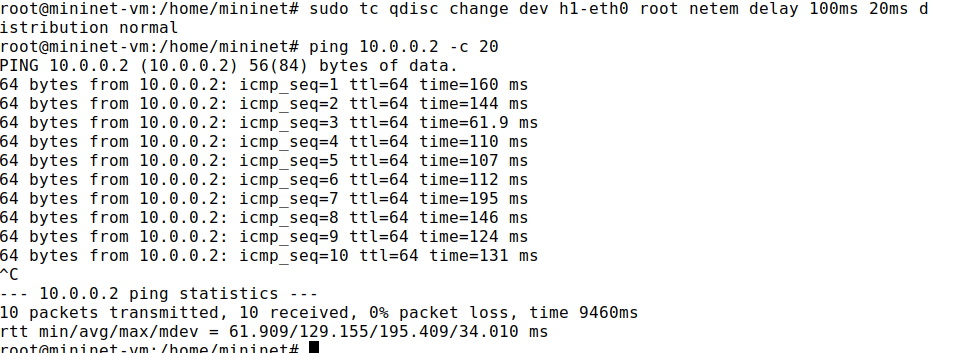 root@mininet-vm:/home/mininet# sudo tc qdisc change dev h1-eth0 root netem delay 100ms 20ms d
istribution normal
root@mininet-vm:/home/mininet# ping 10.0.0.2 -c 20
PING 10.0.0.2 (10.0.0.2) 56(84) bytes of data.
64 bytes from 10.0.0.2: icmp_seq=1 ttl=64 time=160 ms
64 bytes from 10.0.0.2: icmp_seq=2 ttl=64 time=144 ms
64 bytes from 10.0.0.2: icmp_seq=3 ttl=64 time=61.9 ms
64 bytes from 10.0.0.2: icmp_seq=4 ttl=64 time=110 ms
64 bytes from 10.0.0.2: icmp_seq=5 ttl=64 time=107 ms
64 bytes from 10.0.0.2: icmp_seq=6 ttl=64 time=112 ms
64 bytes from 10.0.0.2: icmp_seq=7 ttl=64 time=195 ms
64 bytes from 10.0.0.2: icmp_seq=8 ttl=64 time=146 ms
64 bytes from 10.0.0.2: icmp_seq=9 ttl=64 time=124 ms
64 bytes from 10.0.0.2: icmp_seq=10 ttl=64 time=131 ms
^C
--- 10.0.0.2 ping statistics ---
10 packets transmitted, 10 received, 0% packet loss, time 9460ms
rtt min/avg/max/mdev = 61.909/129.155/195.409/34.010 ms
root@mininet-vm:/home/mininet#